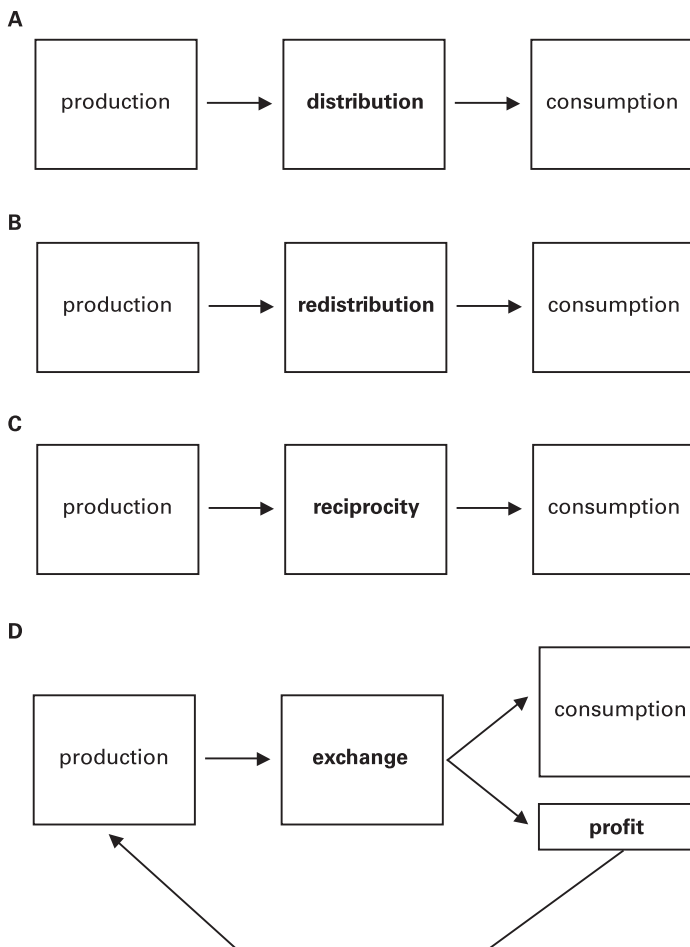 A
production
distribution
consumption
B
production
redistribution
consumption
C
production
reciprocity
consumption
D
production
exchange
consumption
profit